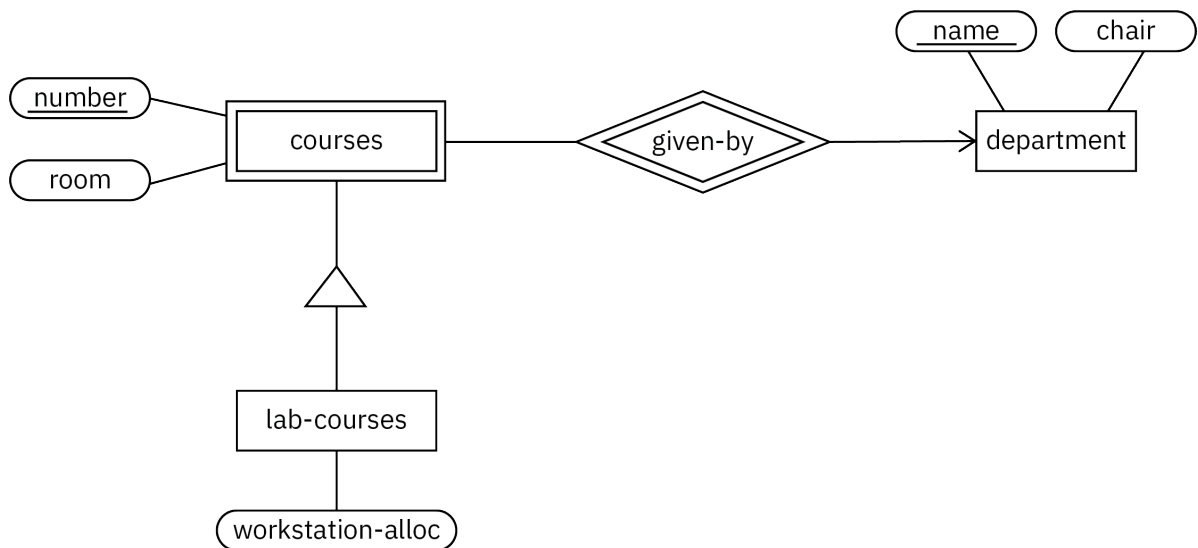 name
chair
number
courses
given-by
department
room
lab-courses
workstation-alloc